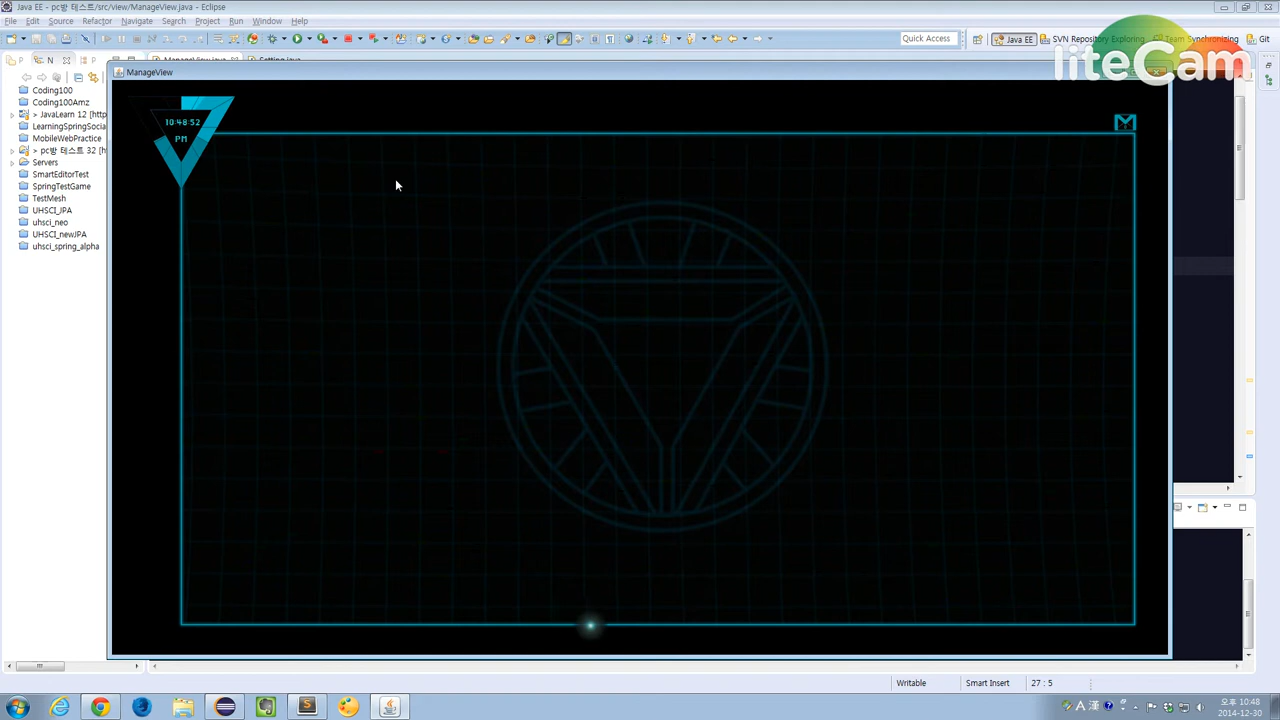 Java EE - pc방 테스트/src/view/ManageView.java - Eclipse
File Edit Source Refactor Navigate Search Project Run Window Help
Quick Access
Java EE
SVN Repository Exploring
Team Synchronizing
Git
liteCam
ManageView
Coding100
Coding100Amz
> JavaLearn 12 [http
LearningSpringSocia
MobileWebPractice
> pc방 테스트 32 [h
Servers
SmartEditorTest
SpringTestGame
TestMesh
UHSCI_JPA
uhsci_neo
UHSCI_newJPA
uhsci_spring_alpha
10:48:52
PM
M
Writable
Smart Insert
27 : 5
A 漢
오후 10:48
2014-12-30